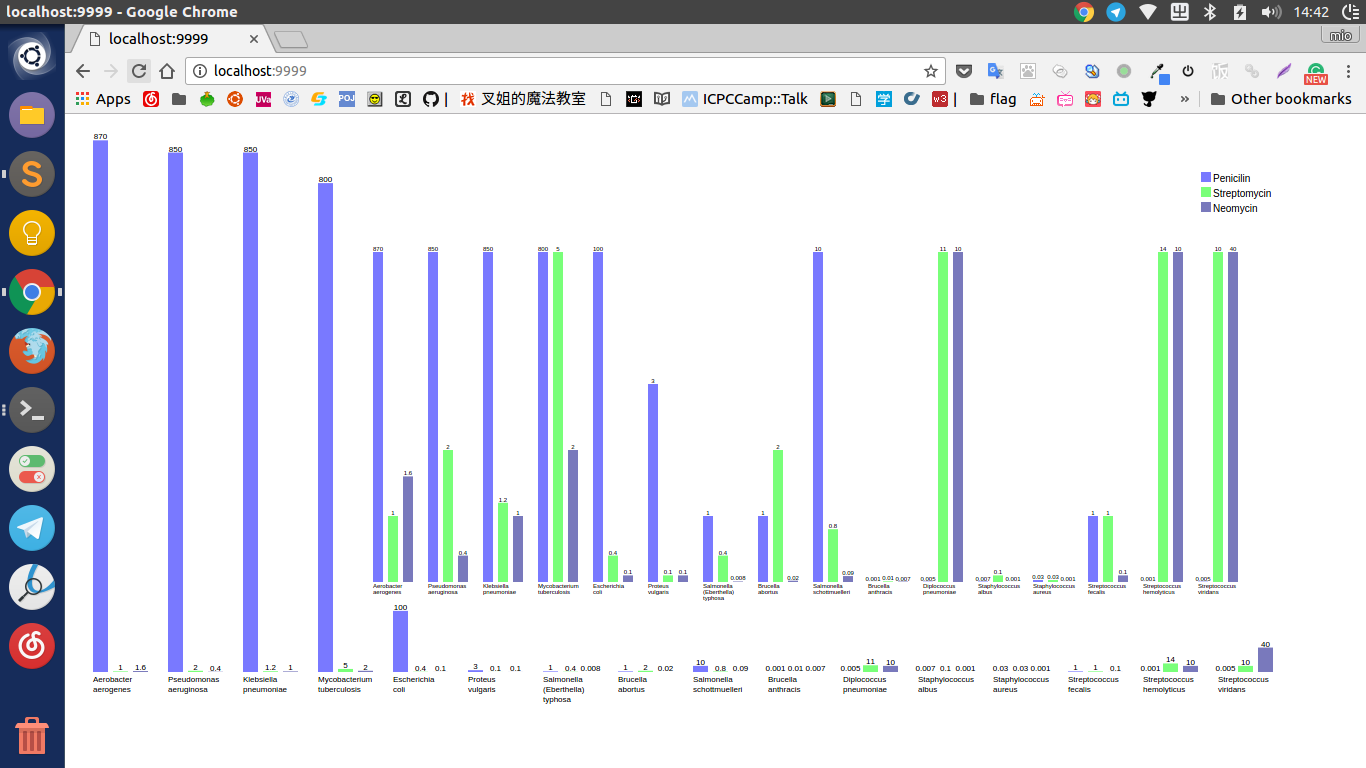 localhost:9999 - Google Chrome
14:42
localhost:9999
mio
localhost:9999
NEW
Apps
UVa
POJ
找 叉姐的魔法教室
ICPCCamp::Talk
学
w3
flag
»
Other bookmarks
870
850
850
800
Penicilin
Streptomycin
Neomycin
870 850 850 800 5 100 10 11 10 14 10 10 40
3
2 2 2
1.6
1.2
1 1 1 1 1 1
0.8
0.4 0.4 0.4
0.1 0.1 0.1 0.008 0.02 0.09 0.001 0.01 0.007 0.005 0.007 0.1 0.001 0.03 0.03 0.001 0.1 0.001 0.005
Aerobacter aerogenes
Pseudomonas aeruginosa
Klebsiella pneumoniae
Mycobacterium tuberculosis
Escherichia coli
Proteus vulgaris
Salmonella (Eberthella) typhosa
Brucella abortus
Salmonella schottmuelleri
Brucella anthracis
Diplococcus pneumoniae
Staphylococcus albus
Staphylococcus aureus
Streptococcus fecalis
Streptococcus hemolyticus
Streptococcus viridans
100
40
1 1.6 2 0.4 1.2 1 5 2 0.4 0.1 3 0.1 0.1 1 0.4 0.008 1 2 0.02 10 0.8 0.09 0.001 0.01 0.007 0.005 11 10 0.007 0.1 0.001 0.03 0.03 0.001 1 1 0.1 0.001 14 10 0.005 10
Aerobacter aerogenes
Pseudomonas aeruginosa
Klebsiella pneumoniae
Mycobacterium tuberculosis
Escherichia coli
Proteus vulgaris
Salmonella (Eberthella) typhosa
Brucella abortus
Salmonella schottmuelleri
Brucella anthracis
Diplococcus pneumoniae
Staphylococcus albus
Staphylococcus aureus
Streptococcus fecalis
Streptococcus hemolyticus
Streptococcus viridans